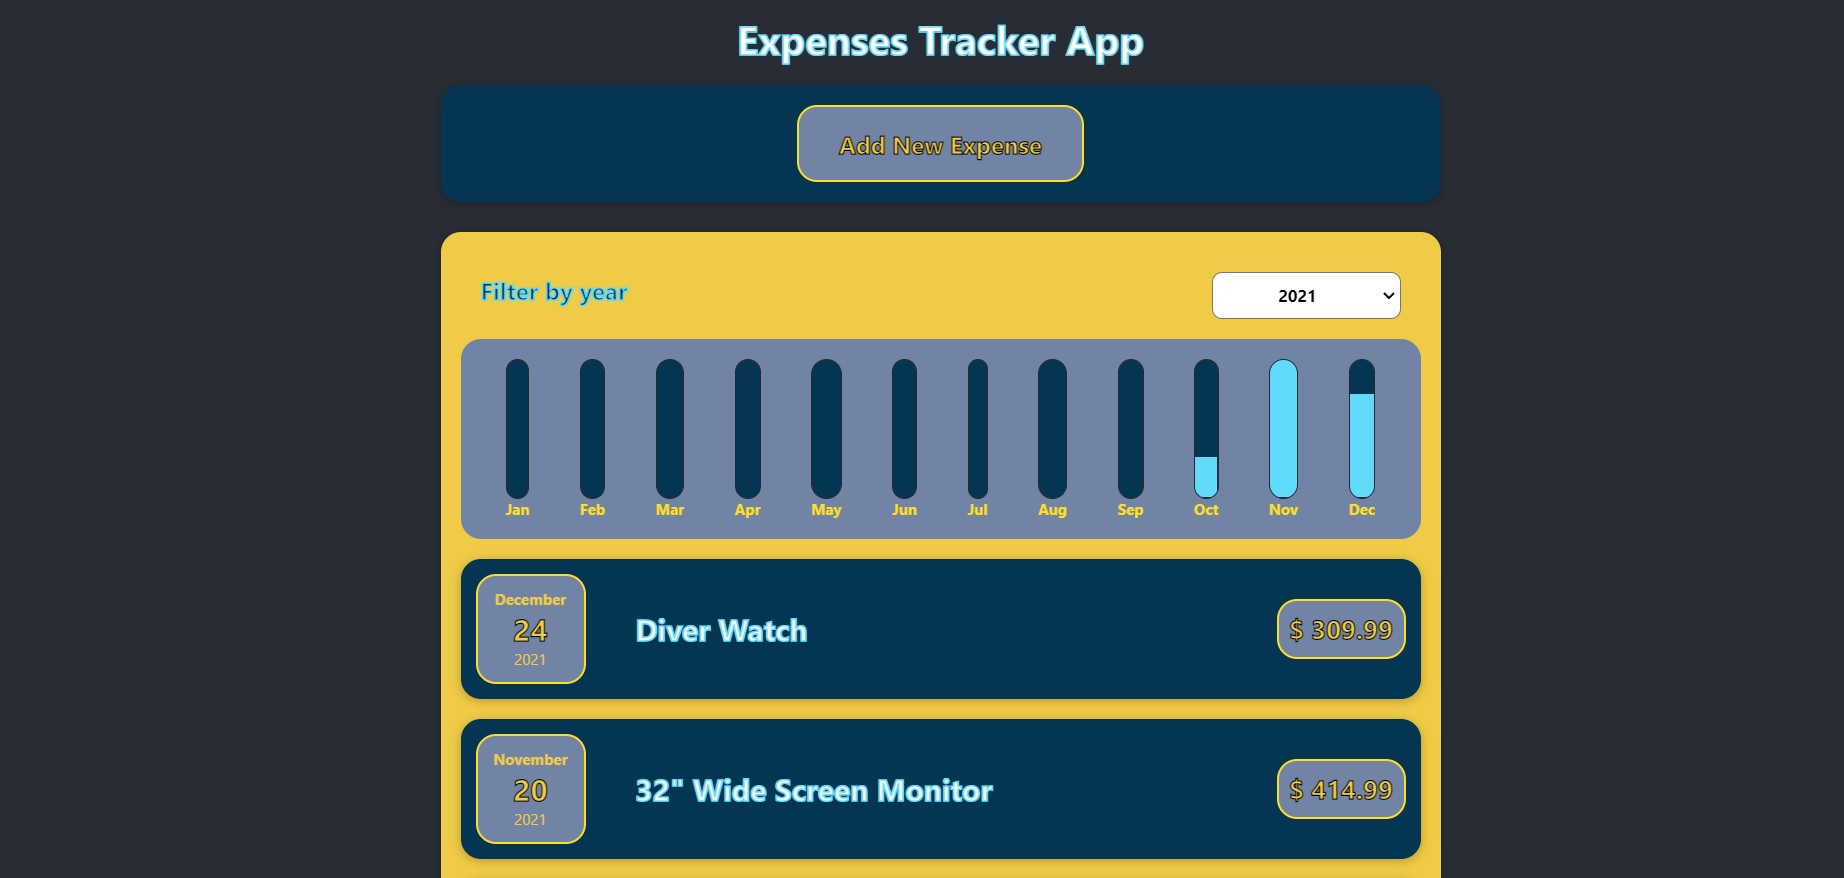 Expenses Tracker App
Add New Expense
Filter by year
2021
Jan Feb Mar Apr May Jun Jul Aug Sep Oct Nov Dec
December
24
2021
Diver Watch
$ 309.99
November
20
2021
32" Wide Screen Monitor
$ 414.99